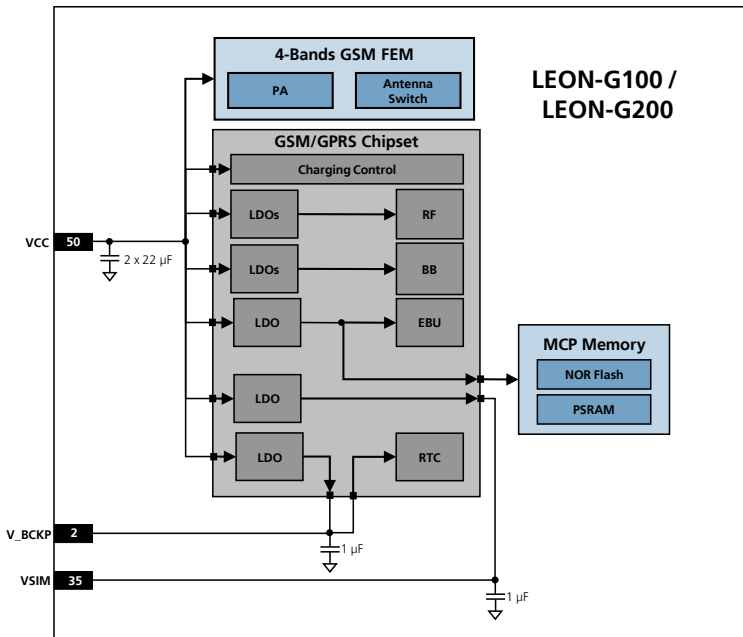 4-Bands GSM FEM
PA
Antenna
Switch
LEON-G100 /
LEON-G200
GSM/GPRS Chipset
Charging Control
LDOs
RF
VCC
50
2 x 22 µF
LDOs
BB
LDO
EBU
MCP Memory
NOR Flash
PSRAM
LDO
LDO
RTC
V_BCKP
2
1 µF
VSIM
35
1 µF